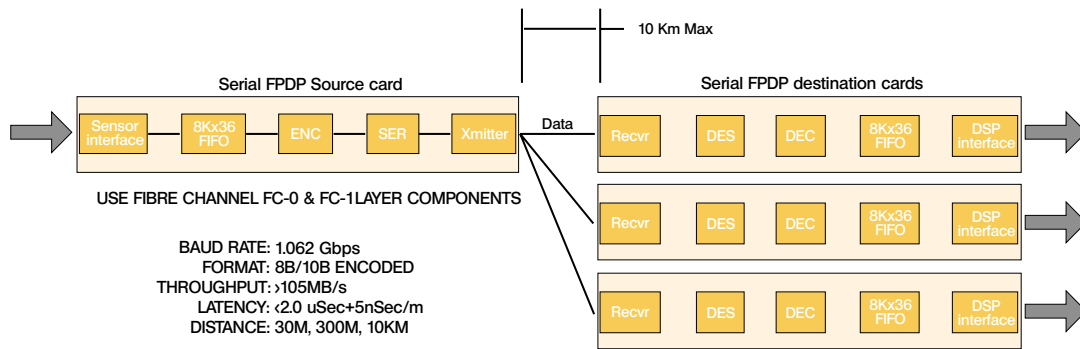 10 Km Max
Serial FPDP Source card
Serial FPDP destination cards
Sensor
interface
8Kx36
FIFO
ENC
SER
Xmitter
Data
Recvr
DES
DEC
8Kx36
FIFO
DSP
interface
USE FIBRE CHANNEL FC-0 & FC-1LAYER COMPONENTS
Recvr
DES
DEC
8Kx36
FIFO
DSP
interface
BAUD RATE: 1.062 Gbps
FORMAT: 8B/10B ENCODED
THROUGHPUT: ›105MB/s
LATENCY: ‹2.0 uSec+5nSec/m
DISTANCE: 30M, 300M, 10KM
Recvr
DES
DEC
8Kx36
FIFO
DSP
interface